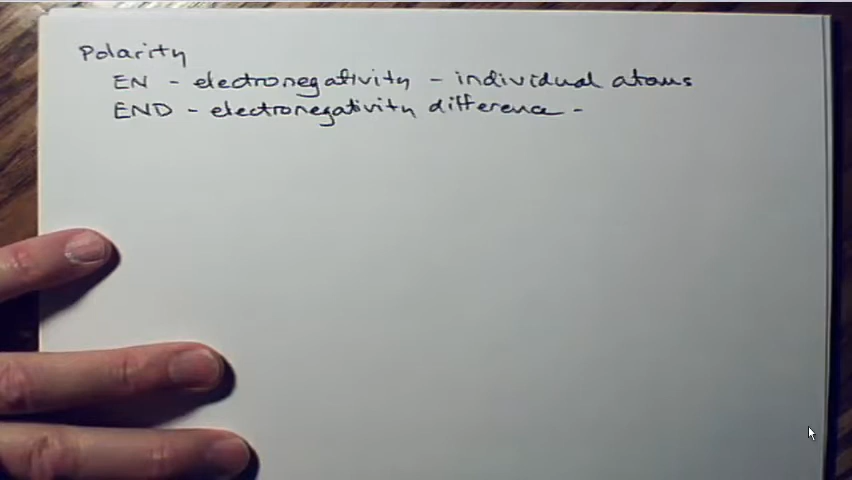 Polarity
EN - electronegativity - individual atoms
END - electronegativity difference -